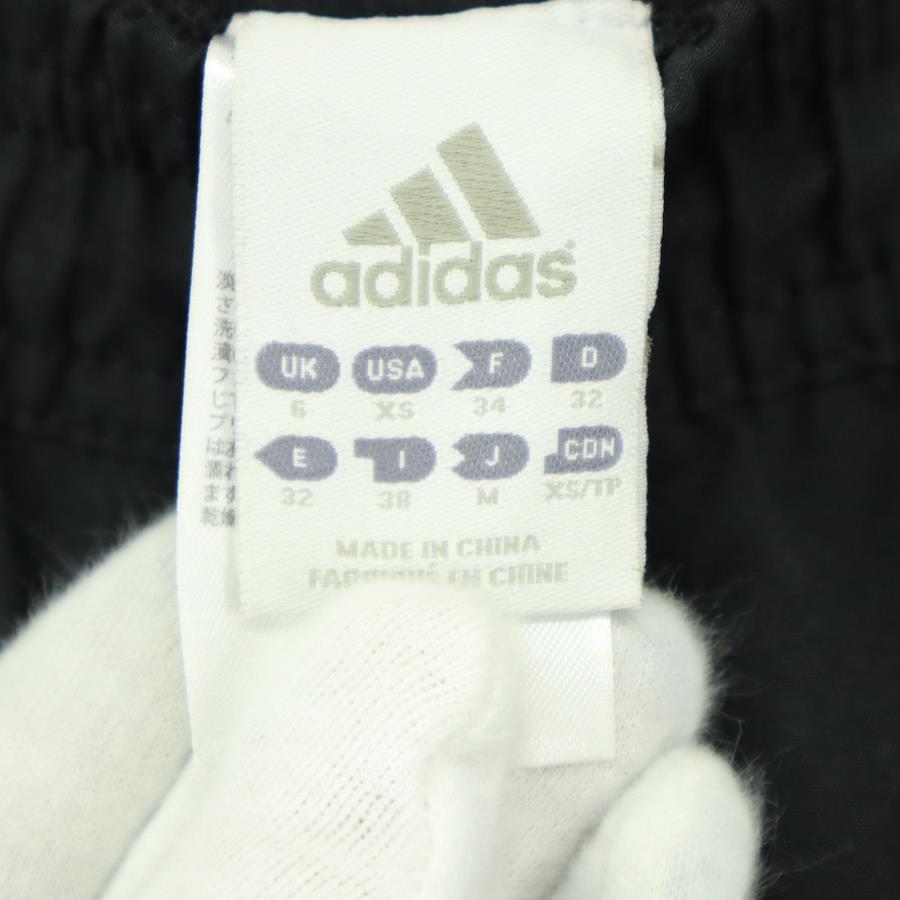 adidas
UK USA F D
6 XS 34 32
E I J CDN
32 38 M XS/TP
MADE IN CHINA
FABRIQUÉ EN CHINE